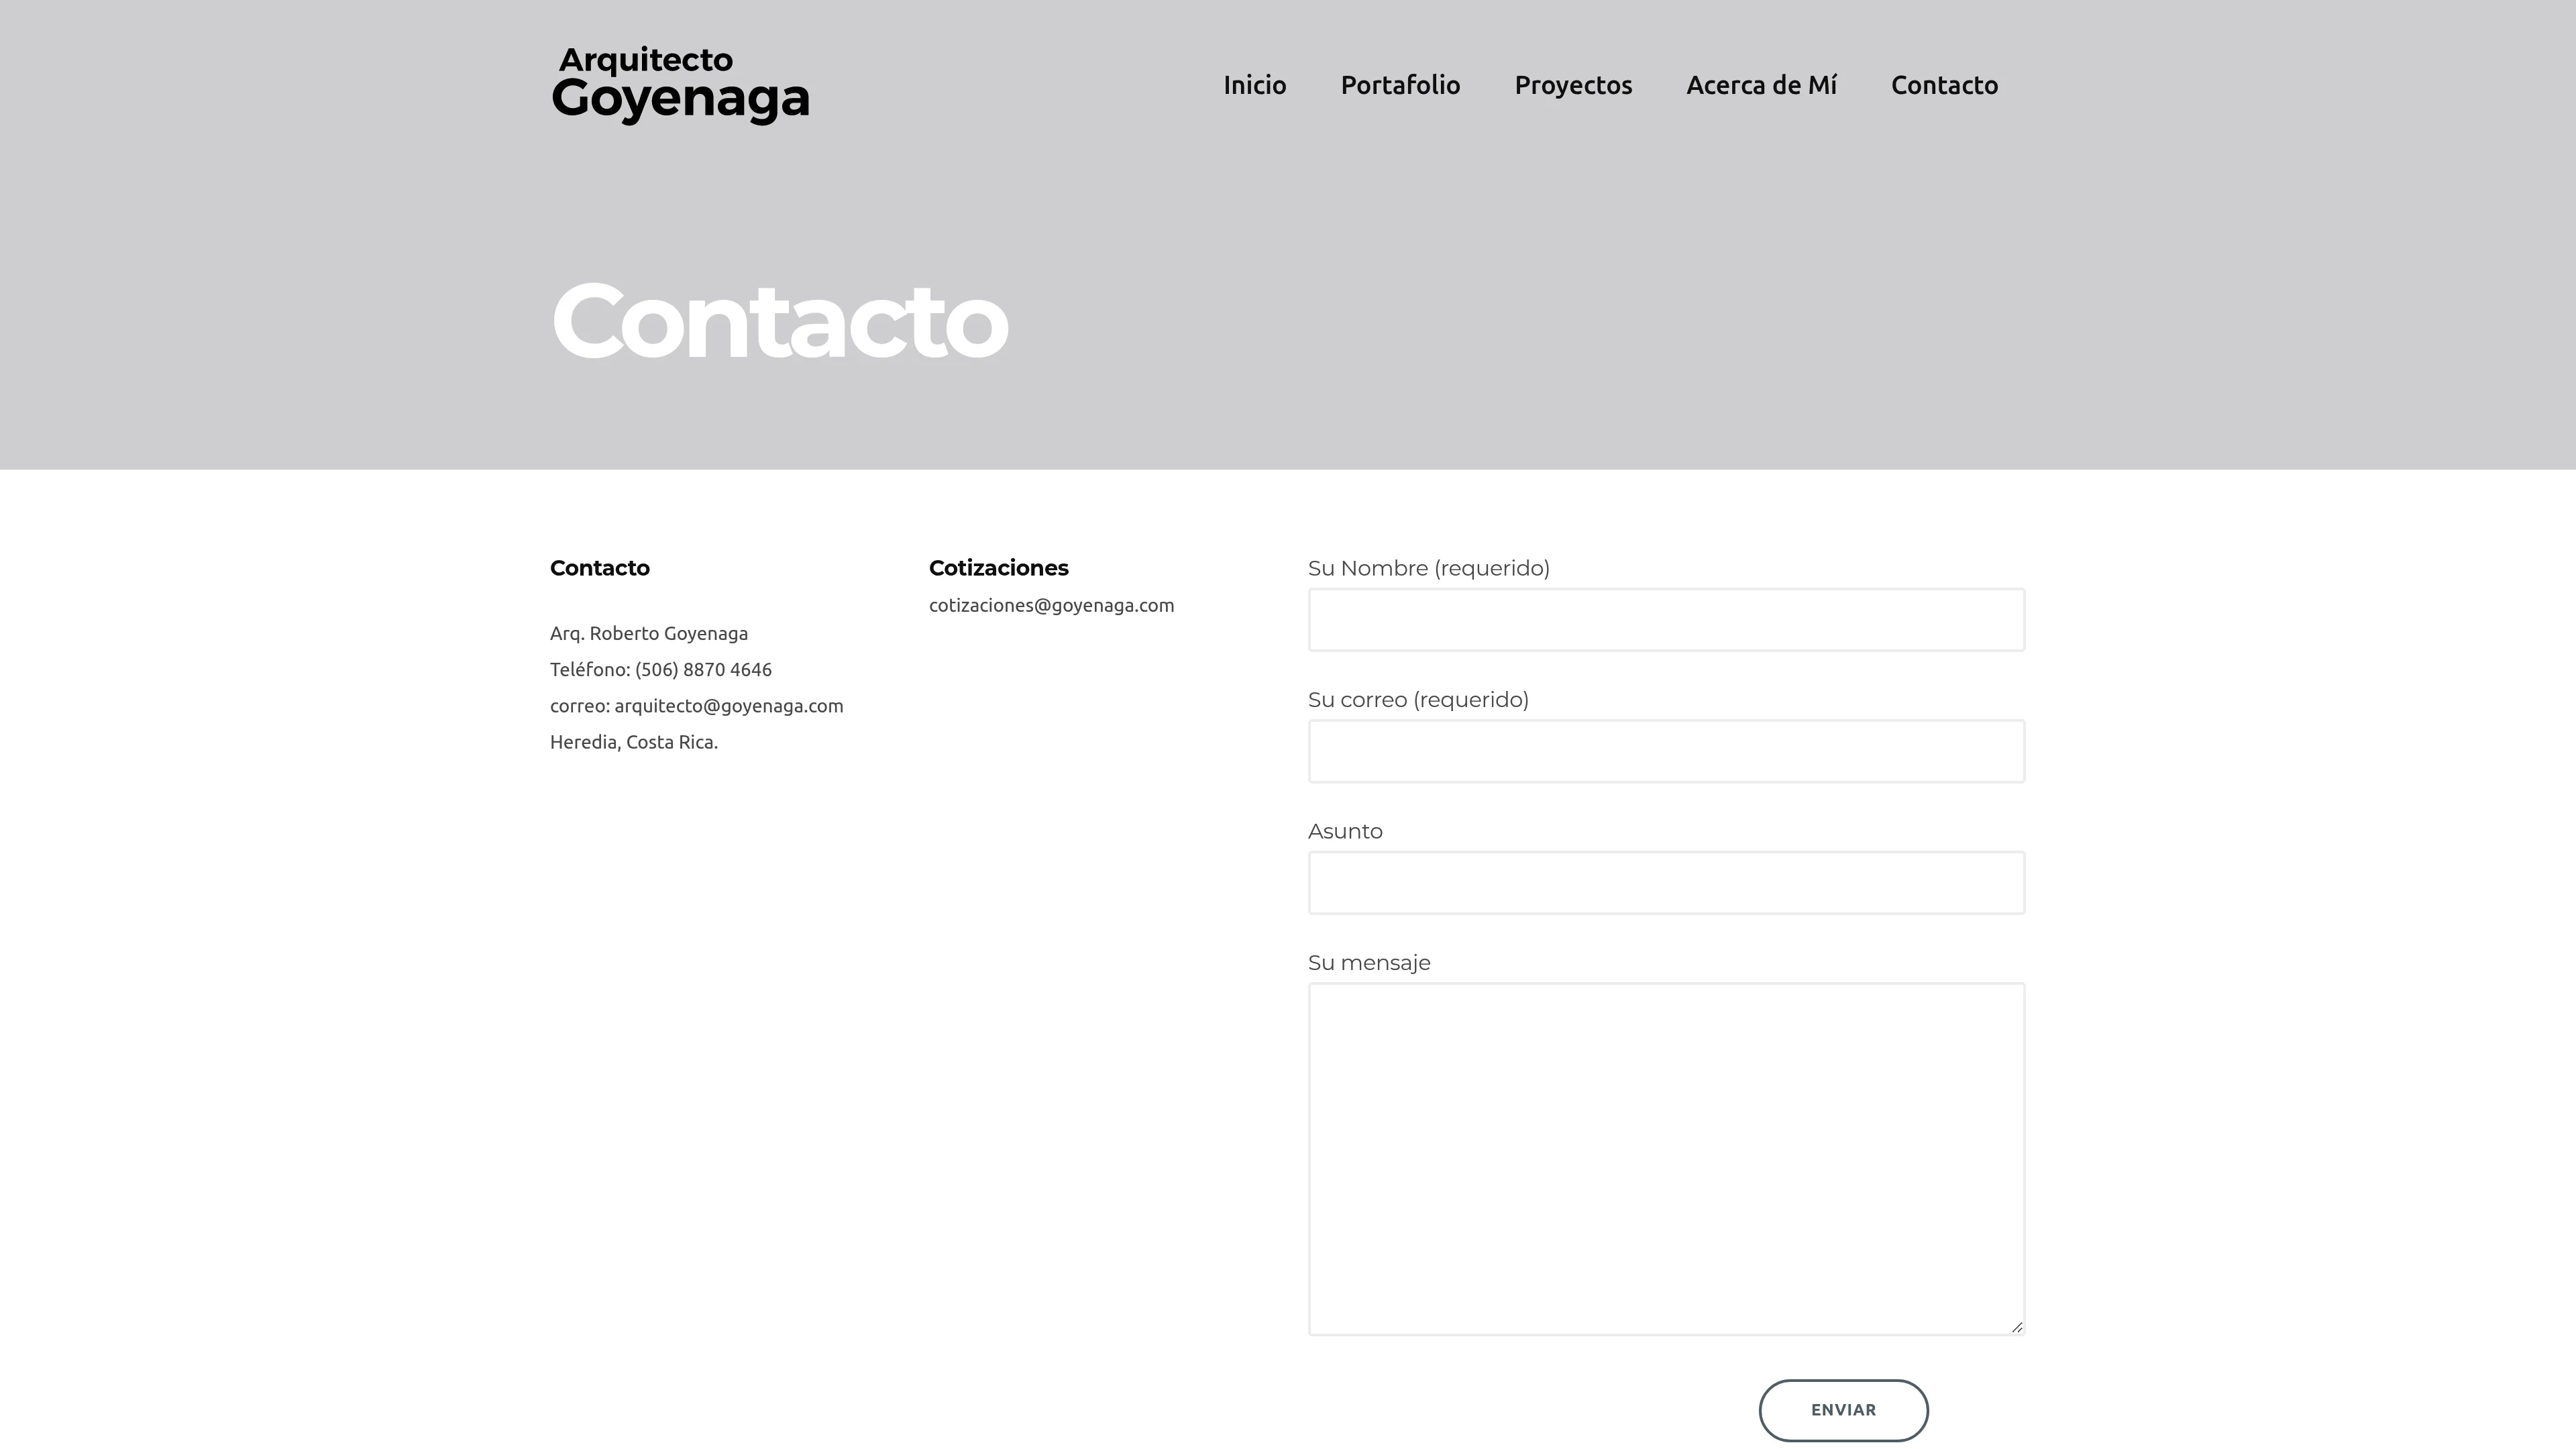 Arquitecto
Goyenaga
Inicio Portafolio Proyectos Acerca de Mí Contacto
Contacto
Contacto
Arq. Roberto Goyenaga
Teléfono: (506) 8870 4646
correo: arquitecto@goyenaga.com
Heredia, Costa Rica.
Cotizaciones
cotizaciones@goyenaga.com
Su Nombre (requerido)
Su correo (requerido)
Asunto
Su mensaje
ENVIAR